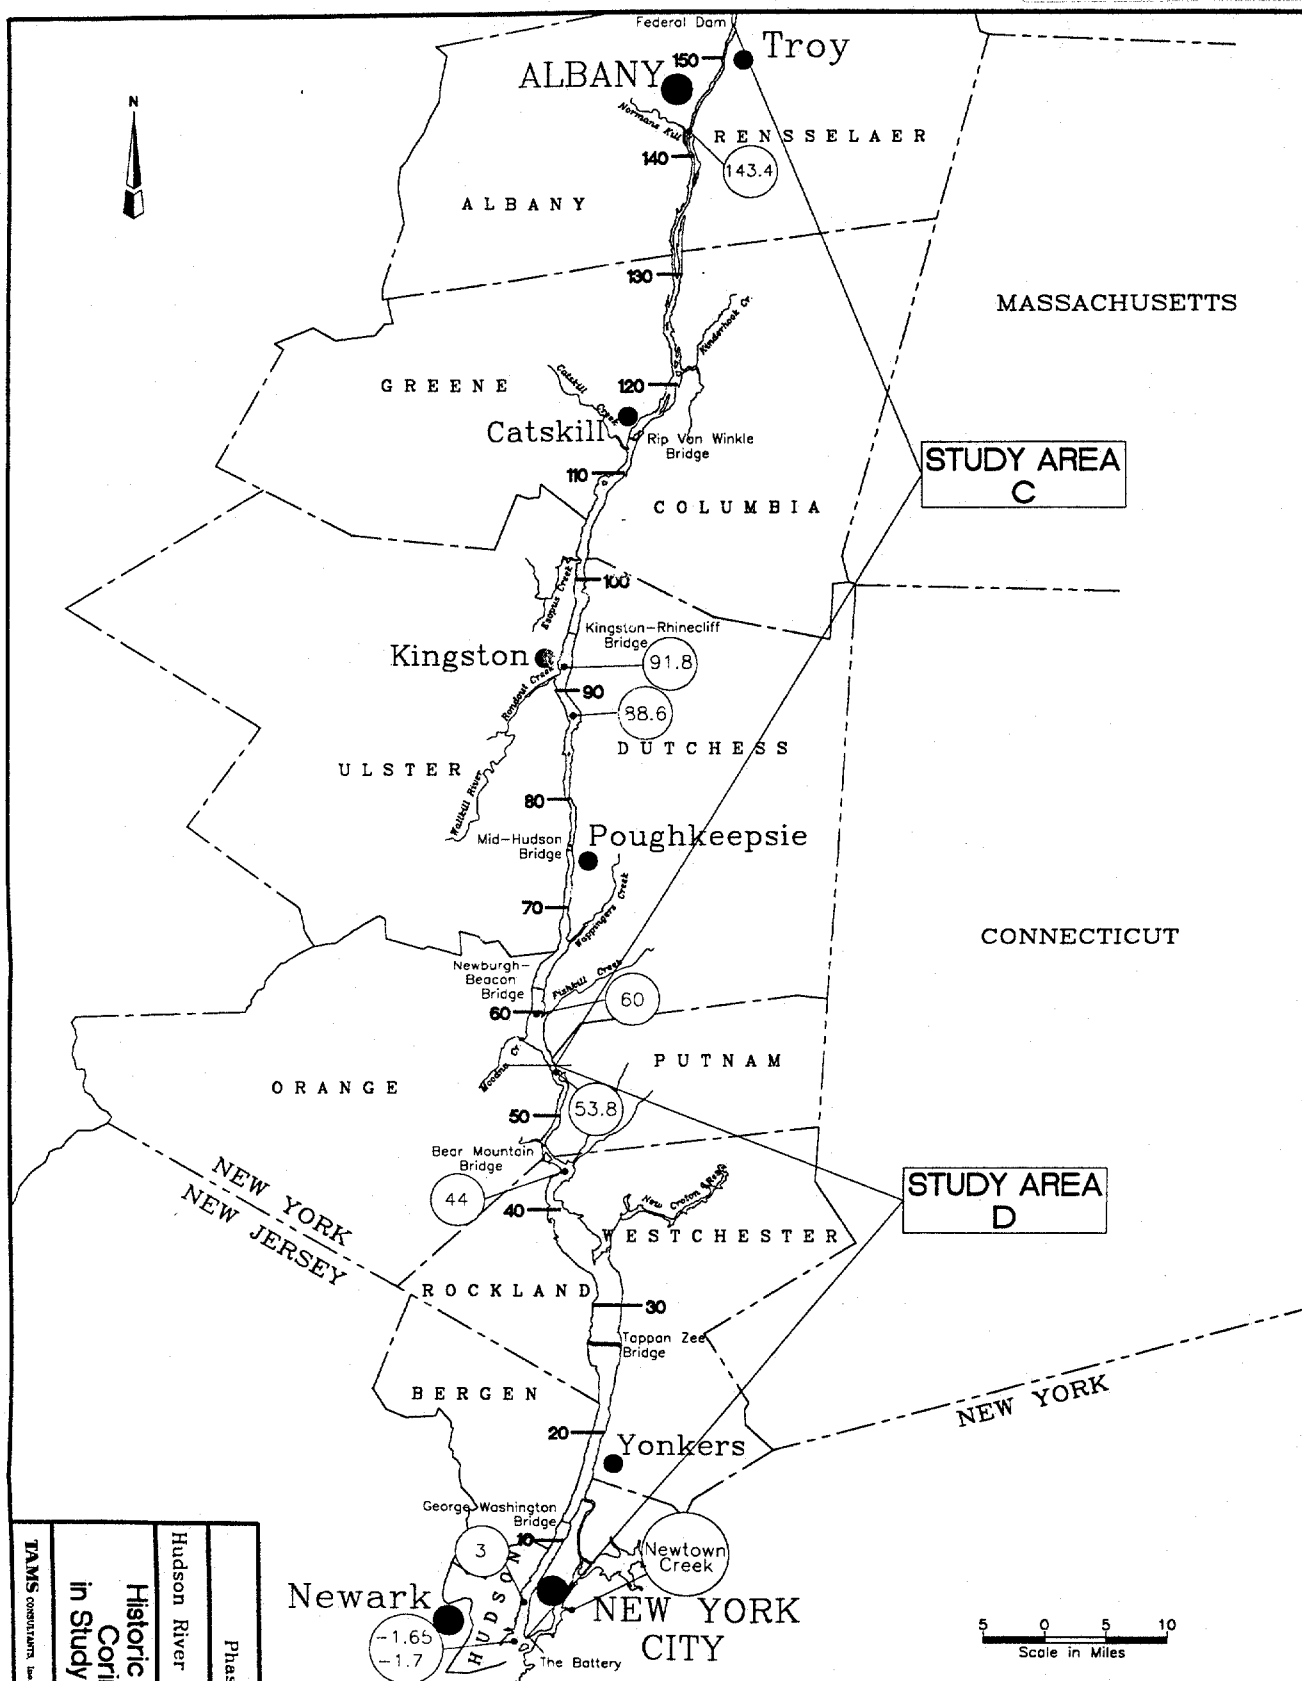 Federal Dam
Troy
150
ALBANY
N
Normans Kill
RENSSELAER
140
143.4
ALBANY
130
MASSACHUSETTS
Kinderhook Cr.
GREENE
120
Catskill
Creek
Catskill
Rip Van Winkle
Bridge
STUDY AREA
C
110
COLUMBIA
100
Esopus Creek
Kingston-Rhinecliff
Bridge
Kingston
91.8
Rondout Creek
90
88.6
DUTCHESS
ULSTER
80
Wallkill River
Mid-Hudson
Bridge
Poughkeepsie
70
Wappingers Creek
CONNECTICUT
Newburgh-
Beacon
Bridge
Fishkill Creek
60
60
Moodna Cr.
PUTNAM
ORANGE
53.8
50
Bear Mountain
Bridge
NEW YORK
NEW JERSEY
44
STUDY AREA
D
40
New Croton
WESTCHESTER
ROCKLAND
30
Tappan Zee
Bridge
BERGEN
NEW YORK
20
Yonkers
George Washington
Bridge
10
3
Newtown
Creek
HUDSON
Newark
NEW YORK
CITY
-1.65
-1.7
The Battery
5 0 5 10
Scale in Miles
Phas
Hudson River
Historic
Cori
in Study
TAMS CONSULTANTS, Inc.